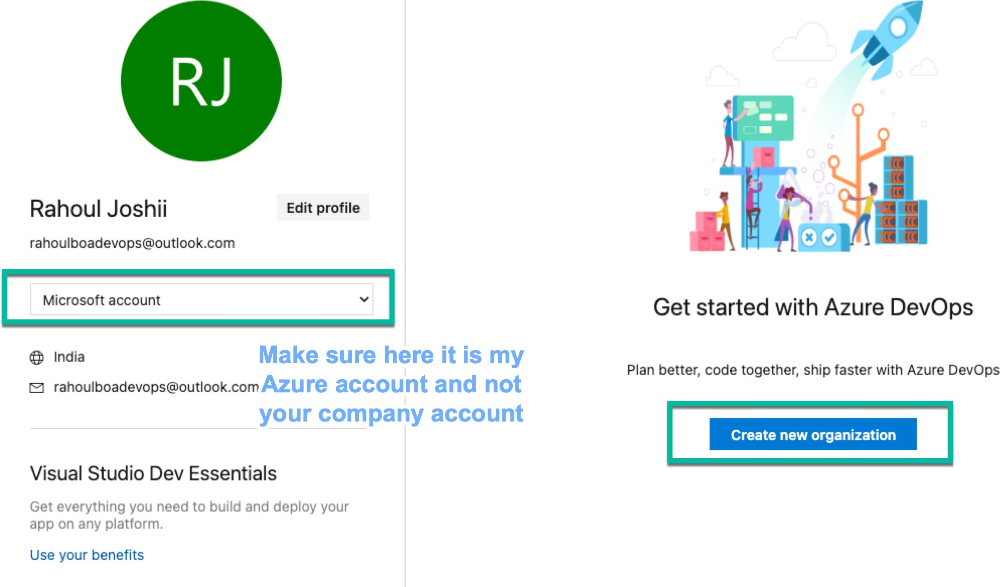 RJ
Rahoul Joshii
Edit profile
rahoulboadevops@outlook.com
Microsoft account
India
rahoulboadevops@outlook.com
Make sure here it is my
Azure account and not
your company account
Visual Studio Dev Essentials
Get everything you need to build and deploy your
app on any platform.
Use your benefits
Get started with Azure DevOps
Plan better, code together, ship faster with Azure DevOps
Create new organization